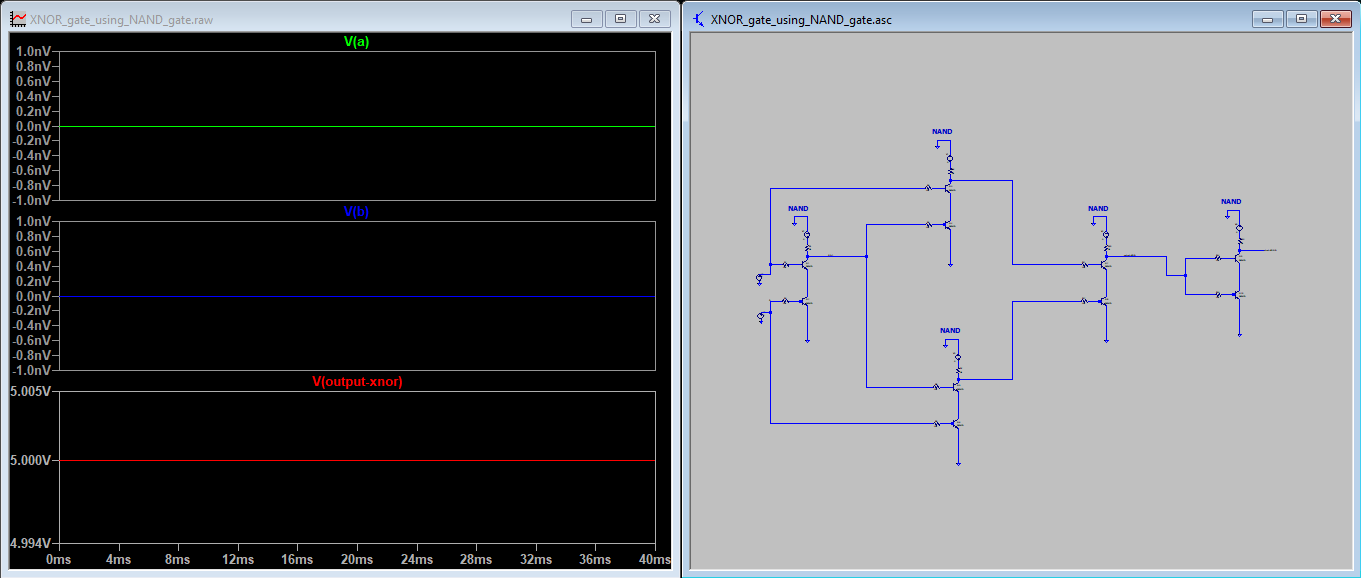 XNOR_gate_using_NAND_gate.raw
V(a)
1.0nV
0.8nV
0.6nV
0.4nV
0.2nV
0.0nV
-0.2nV
-0.4nV
-0.6nV
-0.8nV
-1.0nV
V(b)
1.0nV
0.8nV
0.6nV
0.4nV
0.2nV
0.0nV
-0.2nV
-0.4nV
-0.6nV
-0.8nV
-1.0nV
V(output-xnor)
5.005V
5.000V
4.994V
0ms 4ms 8ms 12ms 16ms 20ms 24ms 28ms 32ms 36ms 40ms
XNOR_gate_using_NAND_gate.asc
NAND
NAND
NAND
NAND
NAND